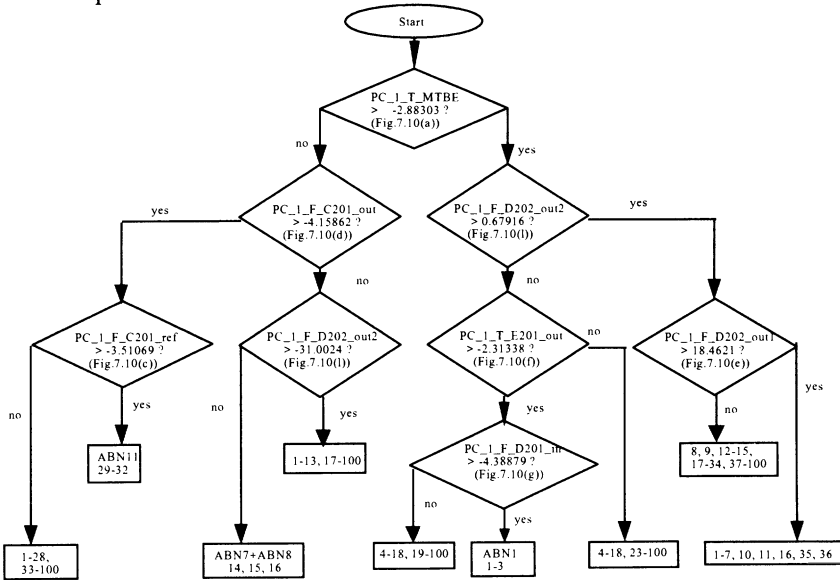 Start
PC_1_T_MTBE
> -2.88303 ?
(Fig.7.10(a))
no
yes
PC_1_F_C201_out
> -4.15862 ?
(Fig.7.10(d))
yes
no
PC_1_F_D202_out2
> 0.67916 ?
(Fig.7.10(l))
yes
no
PC_1_F_C201_ref
> -3.51069 ?
(Fig.7.10(c))
no
yes
PC_1_F_D202_out2
> -31.0024 ?
(Fig.7.10(l))
no
yes
PC_1_T_E201_out
> -2.31338 ?
(Fig.7.10(f))
no
yes
PC_1_F_D202_out1
> 18.4621 ?
(Fig.7.10(e))
no
yes
ABN11
29-32
1-13, 17-100
PC_1_F_D201_in
> -4.38879 ?
(Fig.7.10(g))
no
yes
8, 9, 12-15,
17-34, 37-100
1-28,
33-100
ABN7+ABN8
14, 15, 16
4-18, 19-100
ABN1
1-3
4-18, 23-100
1-7, 10, 11, 16, 35, 36